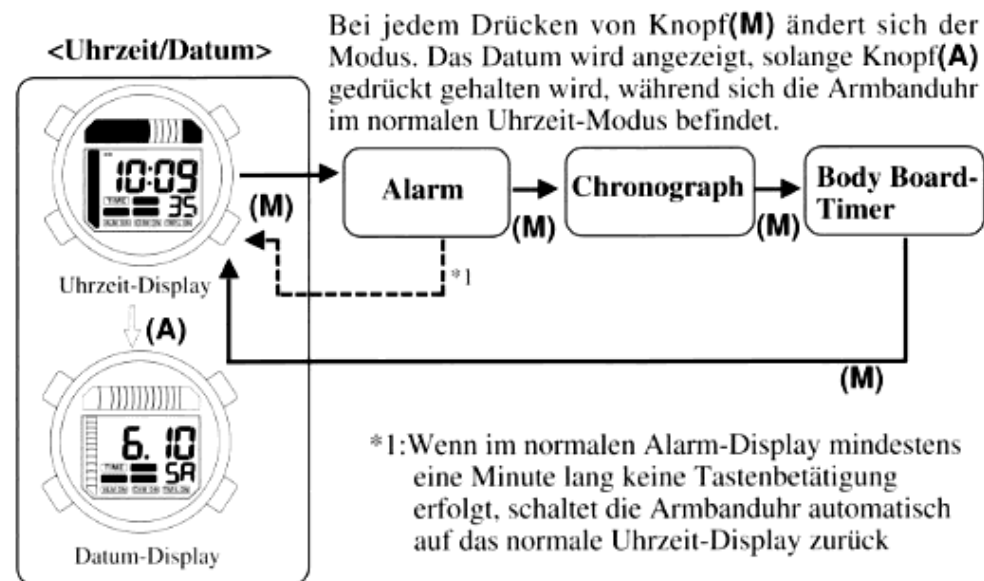 Bei jedem Drücken von Knopf(M) ändert sich der
Modus. Das Datum wird angezeigt, solange Knopf(A)
gedrückt gehalten wird, während sich die Armbanduhr
im normalen Uhrzeit-Modus befindet.
<Uhrzeit/Datum>
10:09
TIME
35
Uhrzeit-Display
(M)
Alarm
(M)
Chronograph
(M)
Body Board-
Timer
*1
(M)
(A)
6. 10
TIME
SA
Datum-Display
*1:Wenn im normalen Alarm-Display mindestens
eine Minute lang keine Tastenbetätigung
erfolgt, schaltet die Armbanduhr automatisch
auf das normale Uhrzeit-Display zurück